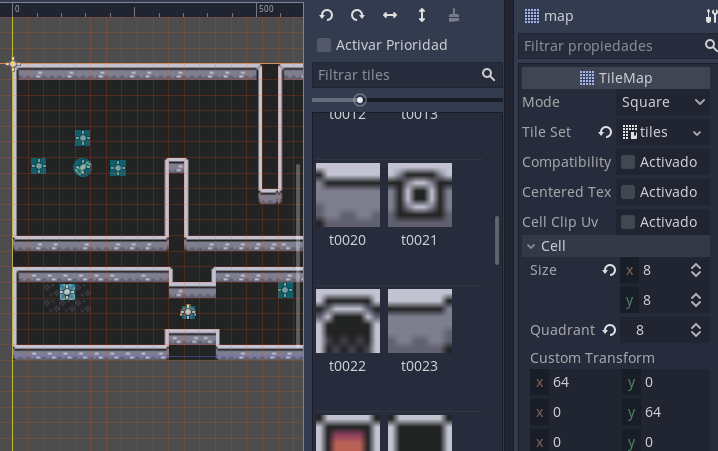 0 500
Activar Prioridad
Filtrar tiles
t0012 t0013
t0020 t0021
t0022 t0023
map
Filtrar propiedades
TileMap
Mode Square
Tile Set tiles
Compatibility Activado
Centered Tex Activado
Cell Clip Uv Activado
Cell
Size x 8
y 8
Quadrant 8
Custom Transform
x 64 y 0
x 0 y 64
x 0 y 0